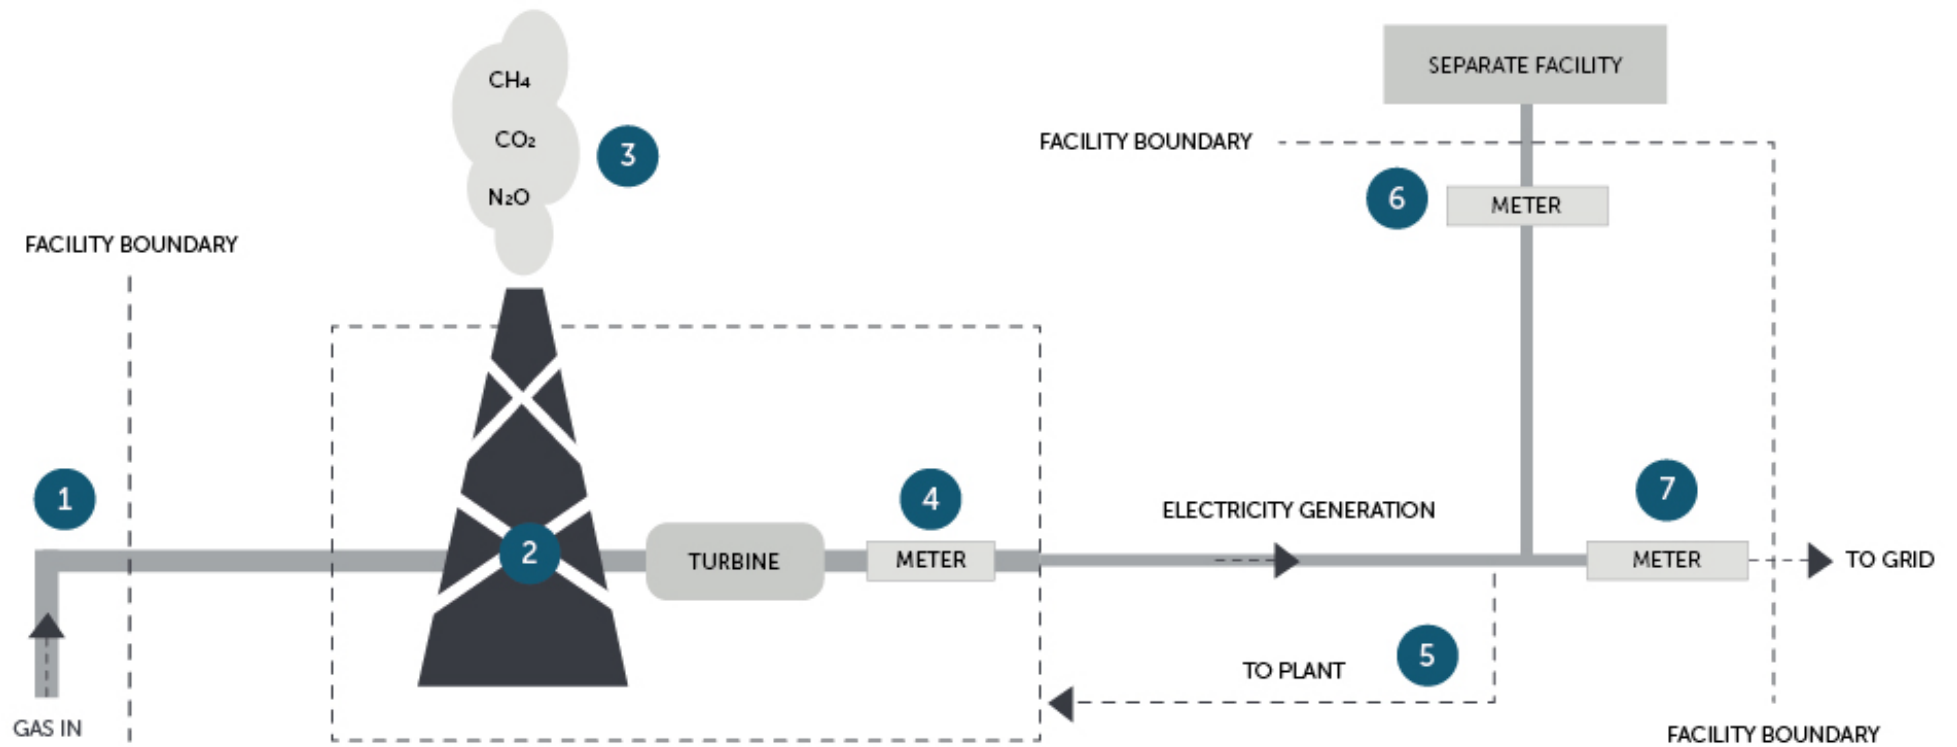 CH₄
CO₂
N₂O
3
SEPARATE FACILITY
FACILITY BOUNDARY
6
METER
FACILITY BOUNDARY
1
2
TURBINE
4
METER
ELECTRICITY GENERATION
7
METER
TO GRID
5
TO PLANT
GAS IN
FACILITY BOUNDARY